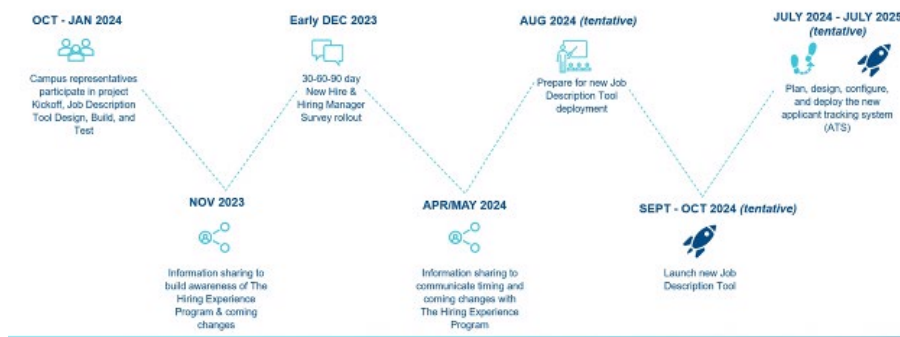 OCT - JAN 2024
Campus representatives
participate in project
Kickoff, Job Description
Tool Design, Build, and
Test
NOV 2023
Information sharing to
build awareness of The
Hiring Experience
Program & coming
changes
Early DEC 2023
30-60-90 day
New Hire &
Hiring Manager
Survey rollout
APR/MAY 2024
Information sharing to
communicate timing and
coming changes with
The Hiring Experience
Program
AUG 2024 (tentative)
Prepare for new Job
Description Tool
deployment
SEPT - OCT 2024 (tentative)
Launch new Job
Description Tool
JULY 2024 - JULY 2025
(tentative)
Plan, design, configure,
and deploy the new
applicant tracking system
(ATS)